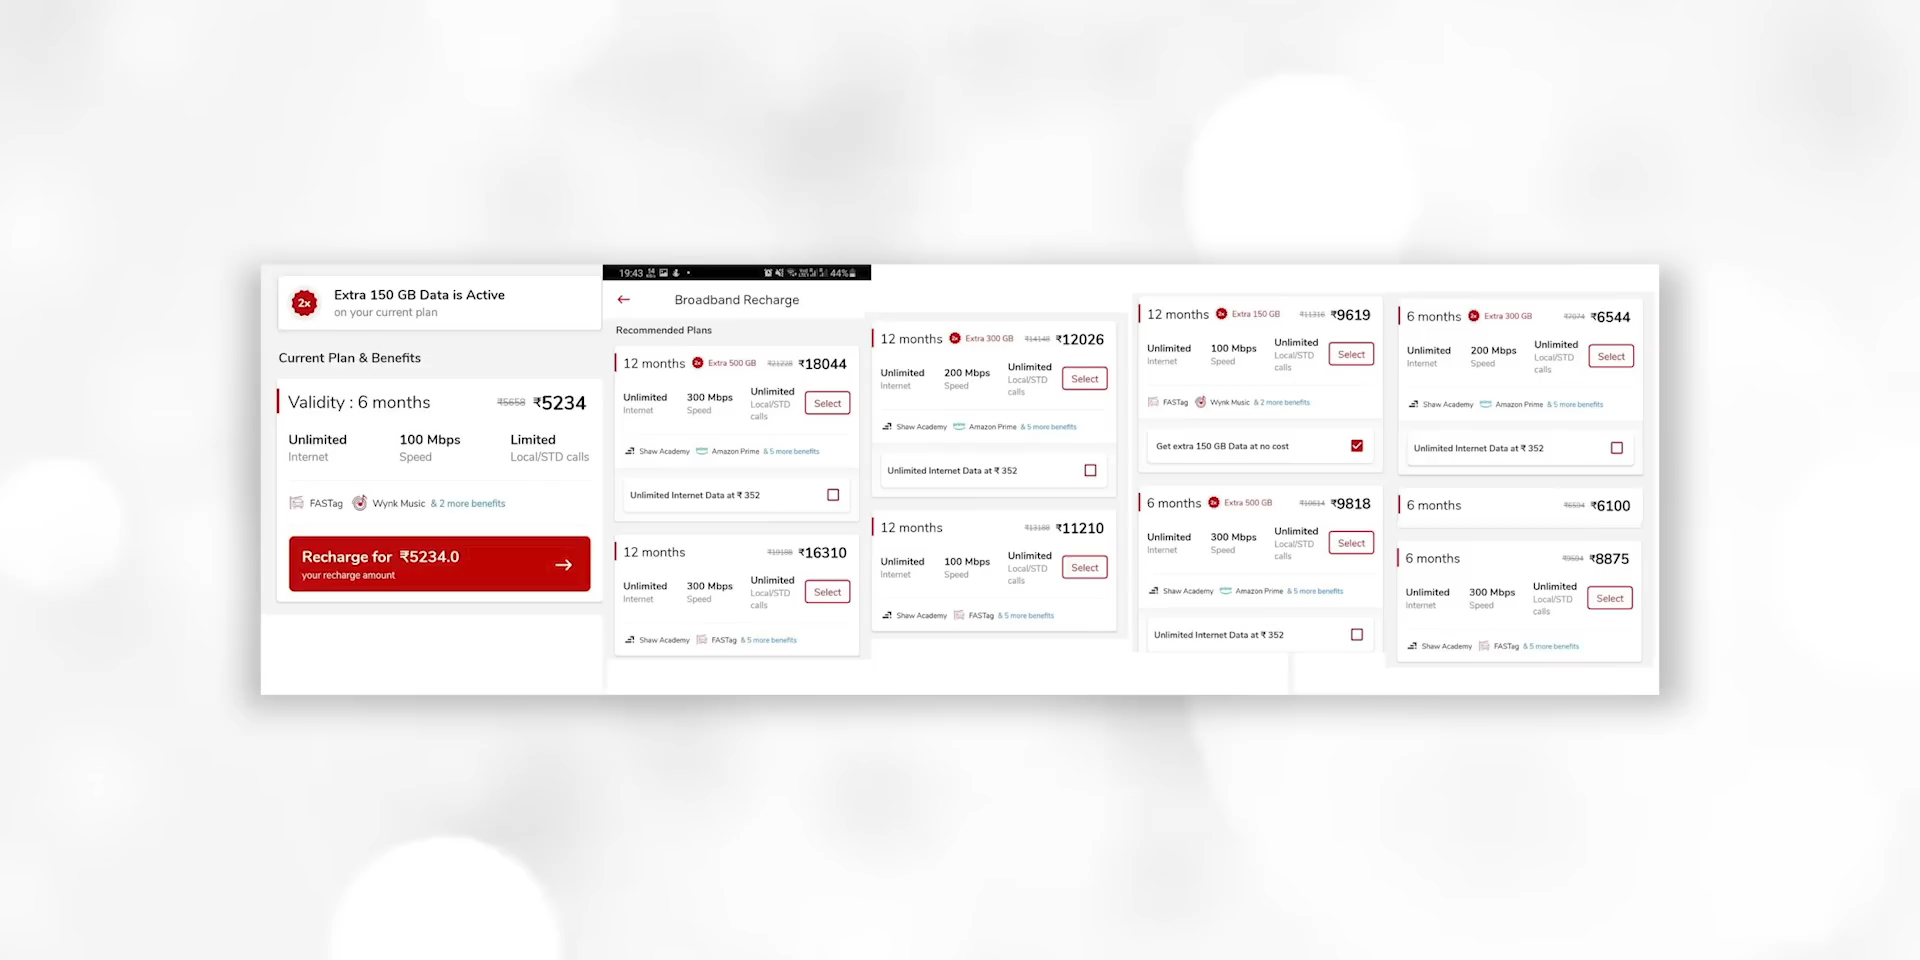 2x
Extra 150 GB Data is Active
on your current plan
Current Plan & Benefits
Validity : 6 months ₹5658 ₹5234
Unlimited 100 Mbps Limited
Internet Speed Local/STD calls
FASTag Wynk Music & 2 more benefits
Recharge for ₹5234.0
your recharge amount
19:43 44%
Broadband Recharge
Recommended Plans
12 months Extra 500 GB ₹21228 ₹18044
Unlimited 300 Mbps Unlimited
Internet Speed Local/STD
calls
Select
Shaw Academy Amazon Prime & 5 more benefits
Unlimited Internet Data at ₹ 352
12 months ₹19188 ₹16310
Unlimited 300 Mbps Unlimited
Internet Speed Local/STD
calls
Select
Shaw Academy FASTag & 5 more benefits
12 months Extra 300 GB ₹14148 ₹12026
Unlimited 200 Mbps Unlimited
Internet Speed Local/STD
calls
Select
Shaw Academy Amazon Prime & 5 more benefits
Unlimited Internet Data at ₹ 352
12 months ₹13188 ₹11210
Unlimited 100 Mbps Unlimited
Internet Speed Local/STD
calls
Select
Shaw Academy FASTag & 5 more benefits
12 months Extra 150 GB ₹11316 ₹9619
Unlimited 100 Mbps Unlimited
Internet Speed Local/STD
calls
Select
FASTag Wynk Music & 2 more benefits
Get extra 150 GB Data at no cost
6 months Extra 500 GB ₹10614 ₹9818
Unlimited 300 Mbps Unlimited
Internet Speed Local/STD
calls
Select
Shaw Academy Amazon Prime & 5 more benefits
Unlimited Internet Data at ₹ 352
6 months Extra 300 GB ₹7074 ₹6544
Unlimited 200 Mbps Unlimited
Internet Speed Local/STD
calls
Select
Shaw Academy Amazon Prime & 5 more benefits
Unlimited Internet Data at ₹ 352
6 months ₹6594 ₹6100
6 months ₹9594 ₹8875
Unlimited 300 Mbps Unlimited
Internet Speed Local/STD
calls
Select
Shaw Academy FASTag & 5 more benefits